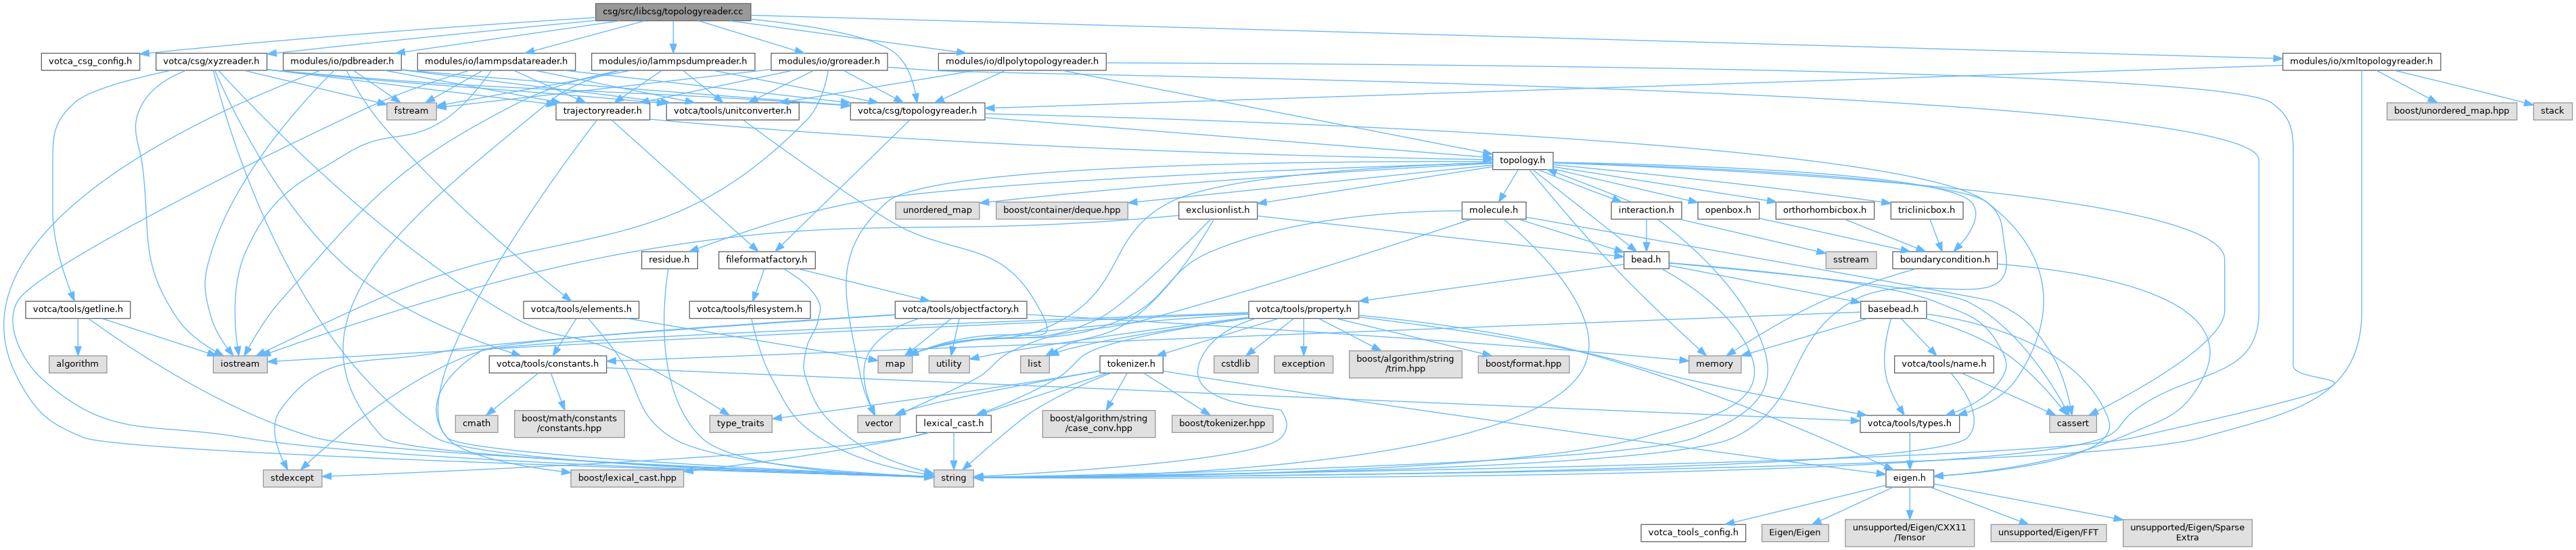 csg/src/libcsg/topologyreader.cc
votca_csg_config.h
votca/csg/xyzreader.h
modules/io/pdbreader.h
modules/io/lammpsdatareader.h
modules/io/lammpsdumpreader.h
modules/io/groreader.h
modules/io/dlpolytopologyreader.h
modules/io/xmltopologyreader.h
fstream
trajectoryreader.h
votca/tools/unitconverter.h
votca/csg/topologyreader.h
boost/unordered_map.hpp
stack
topology.h
unordered_map
boost/container/deque.hpp
exclusionlist.h
molecule.h
interaction.h
openbox.h
orthorhombicbox.h
triclinicbox.h
residue.h
fileformatfactory.h
bead.h
sstream
boundarycondition.h
votca/tools/getline.h
votca/tools/elements.h
votca/tools/filesystem.h
votca/tools/objectfactory.h
votca/tools/property.h
basebead.h
algorithm
iostream
votca/tools/constants.h
map
utility
list
tokenizer.h
cstdlib
exception
boost/algorithm/string
/trim.hpp
boost/format.hpp
memory
votca/tools/name.h
cmath
boost/math/constants
/constants.hpp
type_traits
vector
lexical_cast.h
boost/algorithm/string
/case_conv.hpp
boost/tokenizer.hpp
votca/tools/types.h
cassert
stdexcept
boost/lexical_cast.hpp
string
eigen.h
votca_tools_config.h
Eigen/Eigen
unsupported/Eigen/CXX11
/Tensor
unsupported/Eigen/FFT
unsupported/Eigen/Sparse
Extra